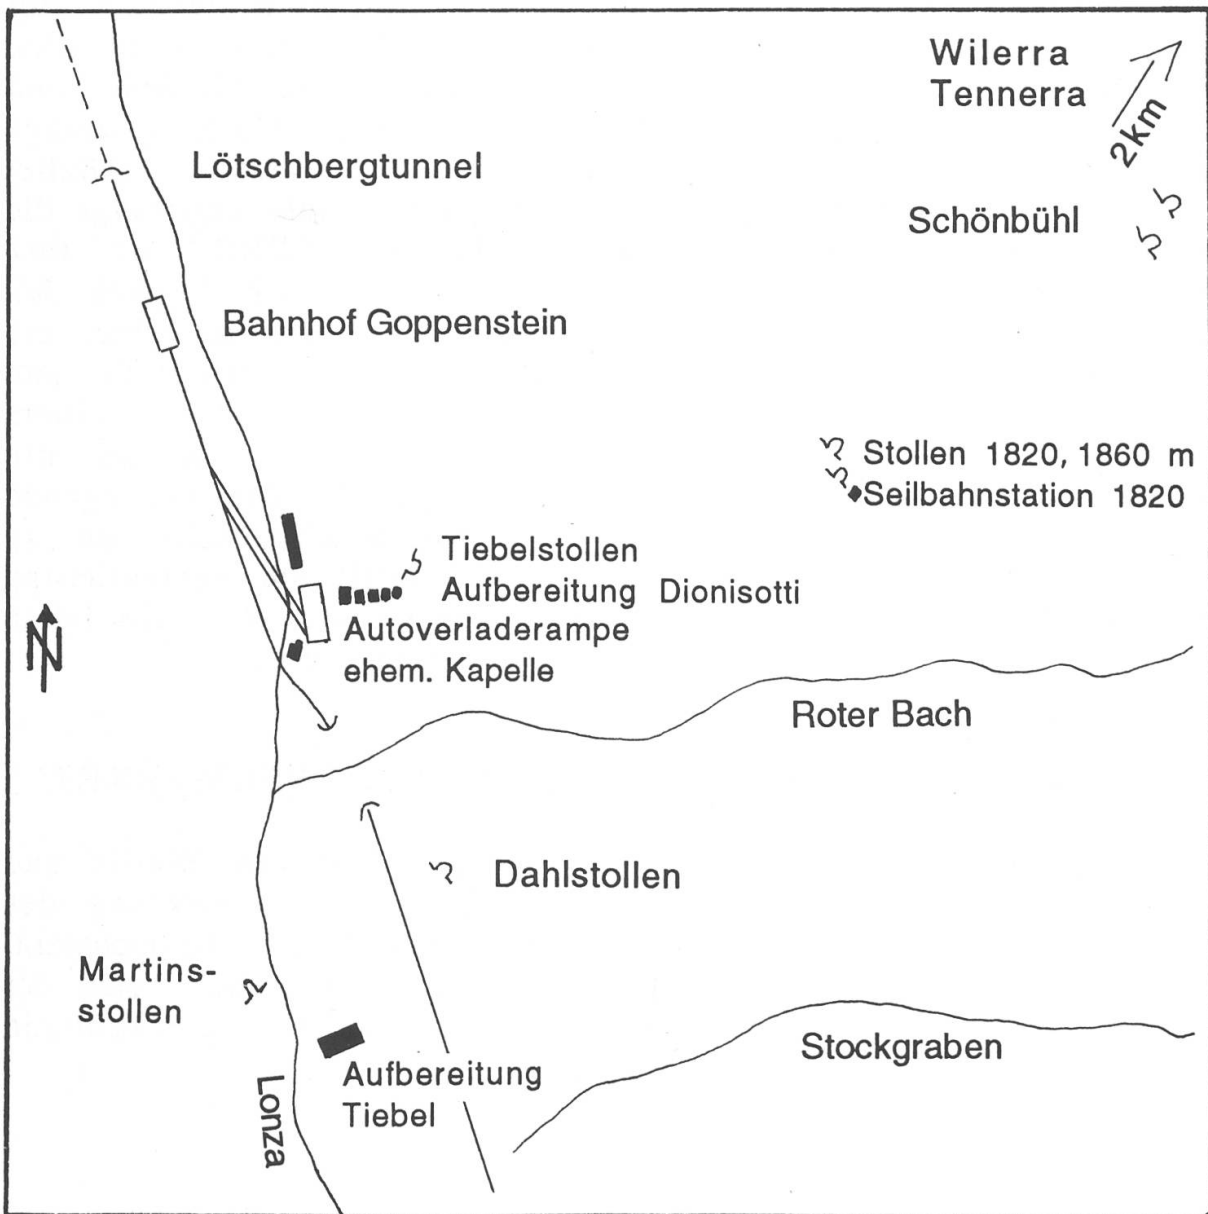 Wilerra
Tennerra
2km
Lötschbergtunnel
Schönbühl
Bahnhof Goppenstein
Stollen 1820, 1860 m
Seilbahnstation 1820
Tiebelstollen
Aufbereitung Dionisotti
Autoverladerampe
ehem. Kapelle
N
Roter Bach
Dahlstollen
Martins-
stollen
Stockgraben
Aufbereitung
Tiebel
Lonza